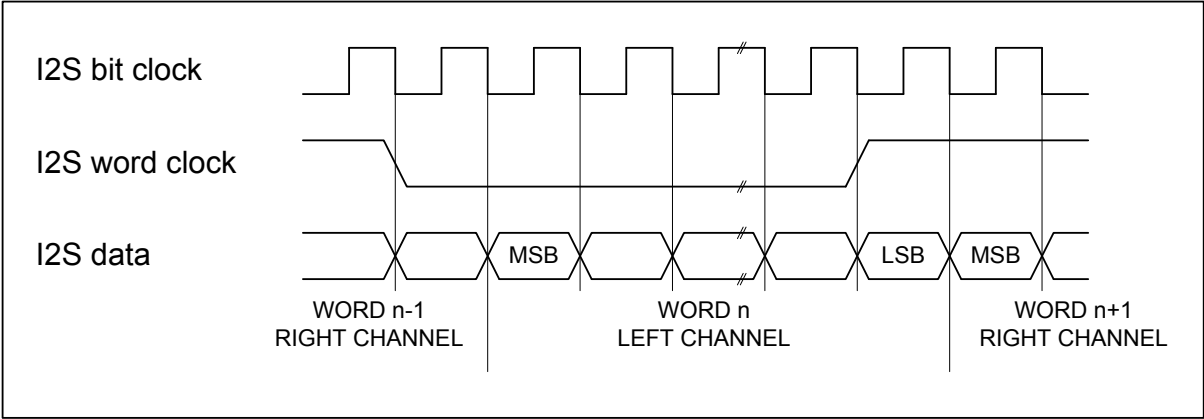 I2S bit clock
I2S word clock
I2S data
MSB
LSB
MSB
WORD n-1
RIGHT CHANNEL
WORD n
LEFT CHANNEL
WORD n+1
RIGHT CHANNEL